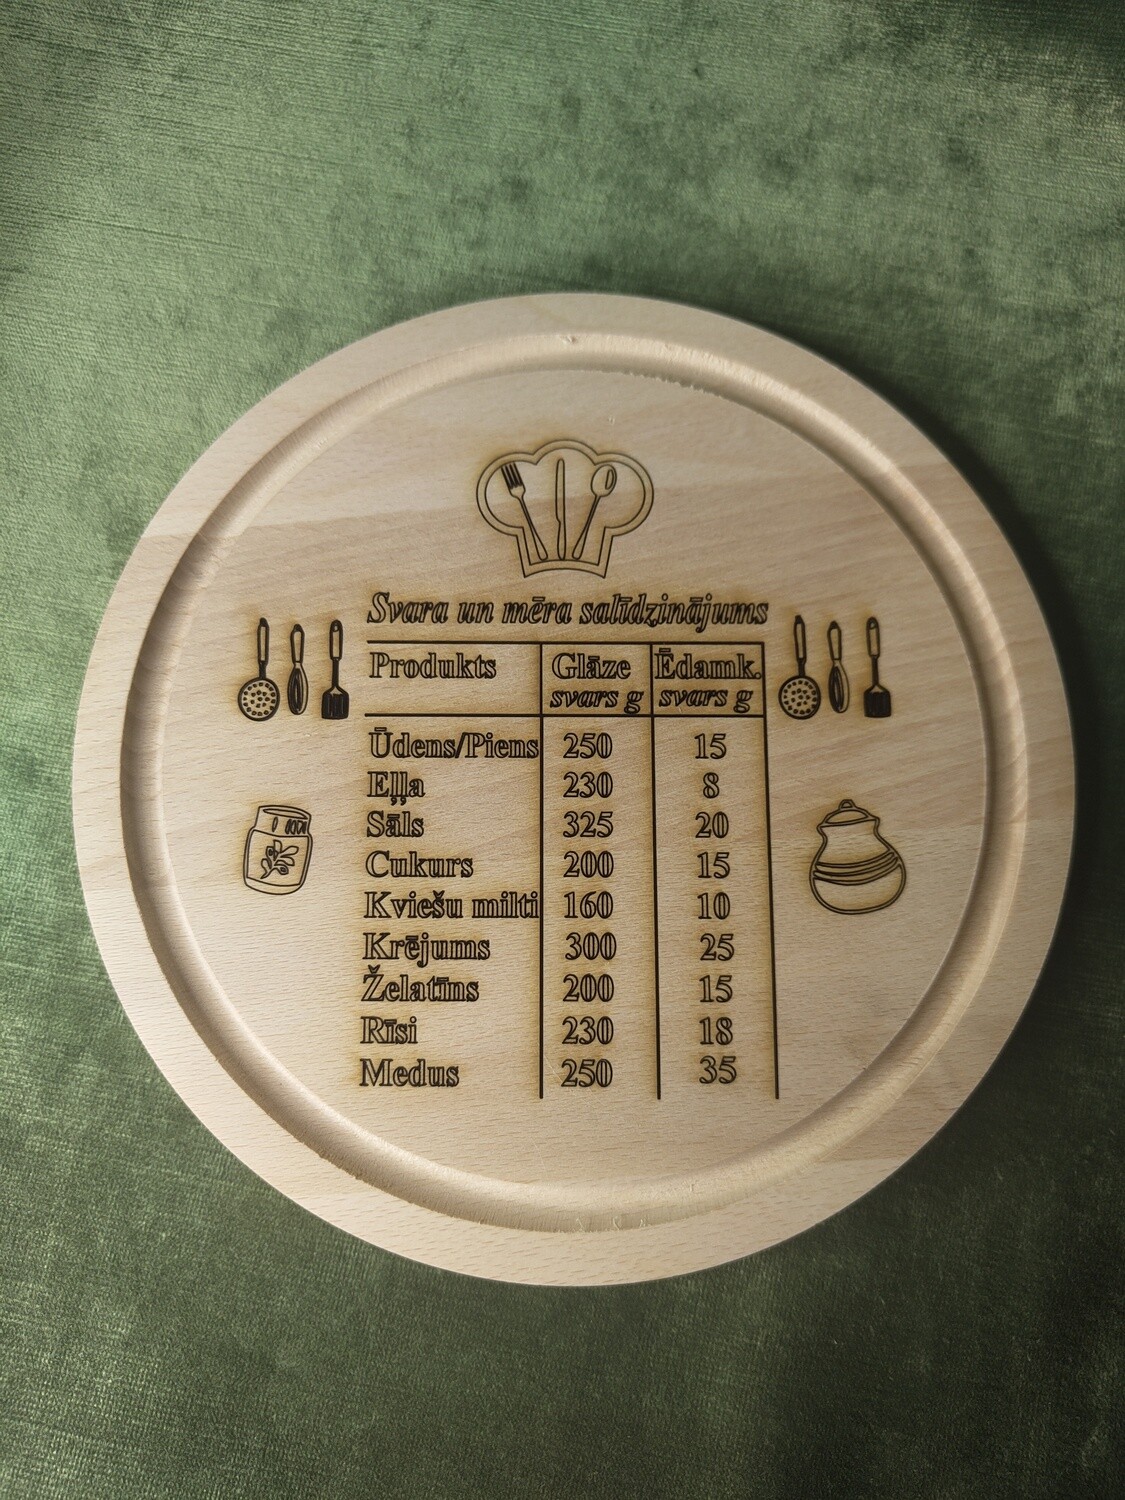 Svara un mēra salīdzinājums
Produkts Glāze Ēdamk.
svars g svars g
Ūdens/Piens 250 15
Eļļa 230 8
Sāls 325 20
Cukurs 200 15
Kviešu milti 160 10
Krējums 300 25
Želatīns 200 15
Rīsi 230 18
Medus 250 35